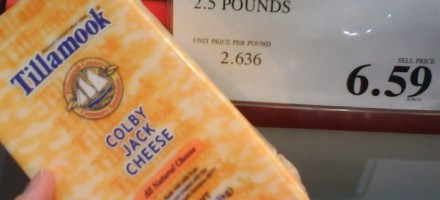 2.5 POUNDS
UNIT PRICE PER POUND
2.636
SELL PRICE
6.59
Tillamook
COLBY
JACK
CHEESE
All Natural Cheese